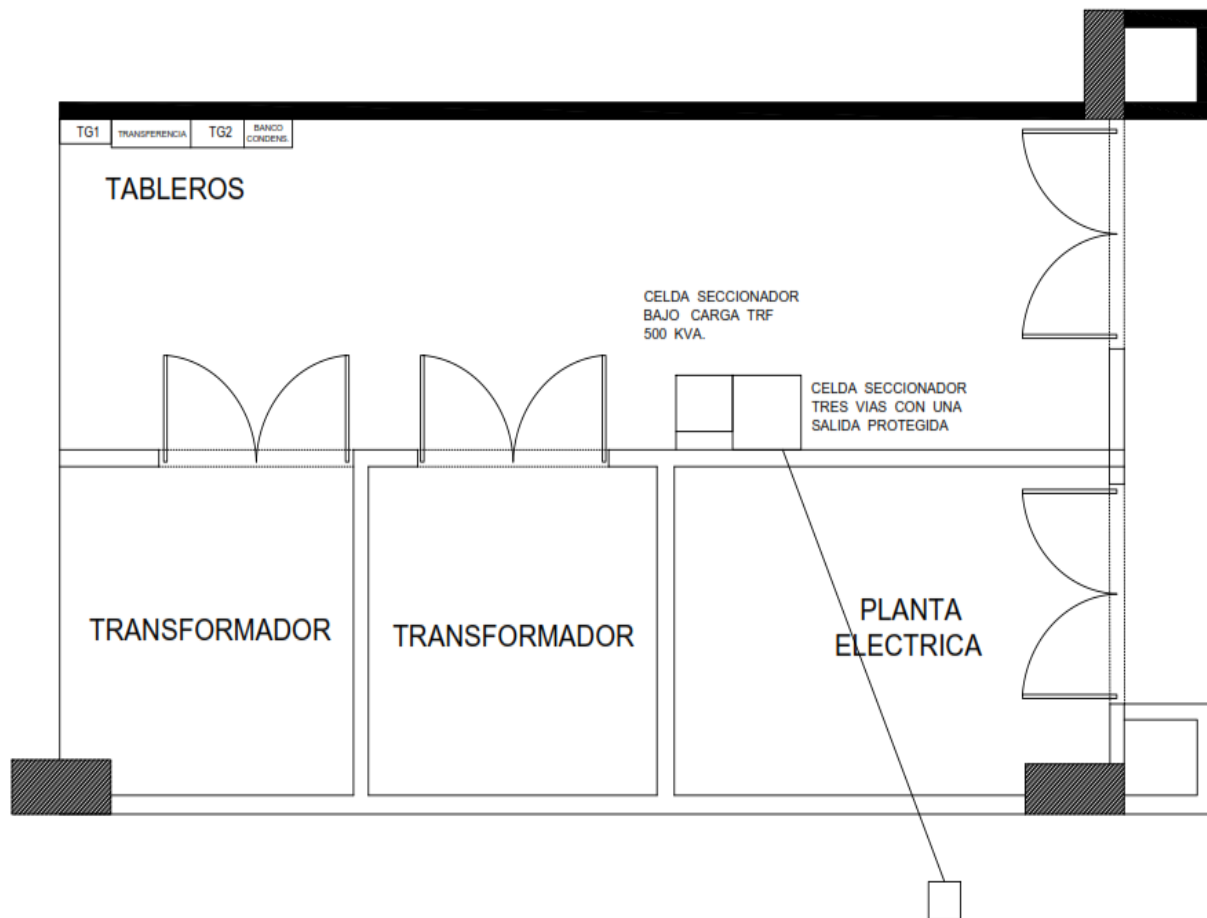 TG1
TRANSFERENCIA
TG2
BANCO
CONDENS.
TABLEROS
CELDA SECCIONADOR
BAJO CARGA TRF
500 KVA.
CELDA SECCIONADOR
TRES VIAS CON UNA
SALIDA PROTEGIDA
TRANSFORMADOR
TRANSFORMADOR
PLANTA
ELECTRICA